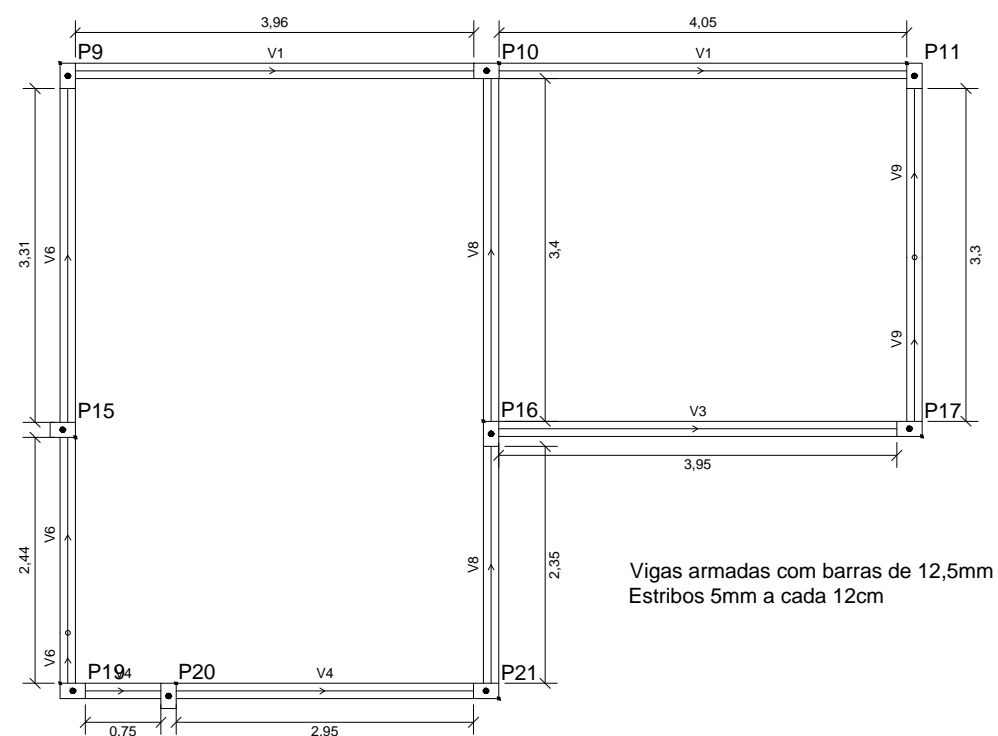 3,96
4,05
P9
V1
P10
V1
P11
V9
3,31
V6
V8
3,4
3,3
V9
P15
P16
V3
P17
3,95
2,44
V6
V8
2,35
Vigas armadas com barras de 12,5mm
Estribos 5mm a cada 12cm
V6
P19
V4
P20
V4
P21
0,75
2,95